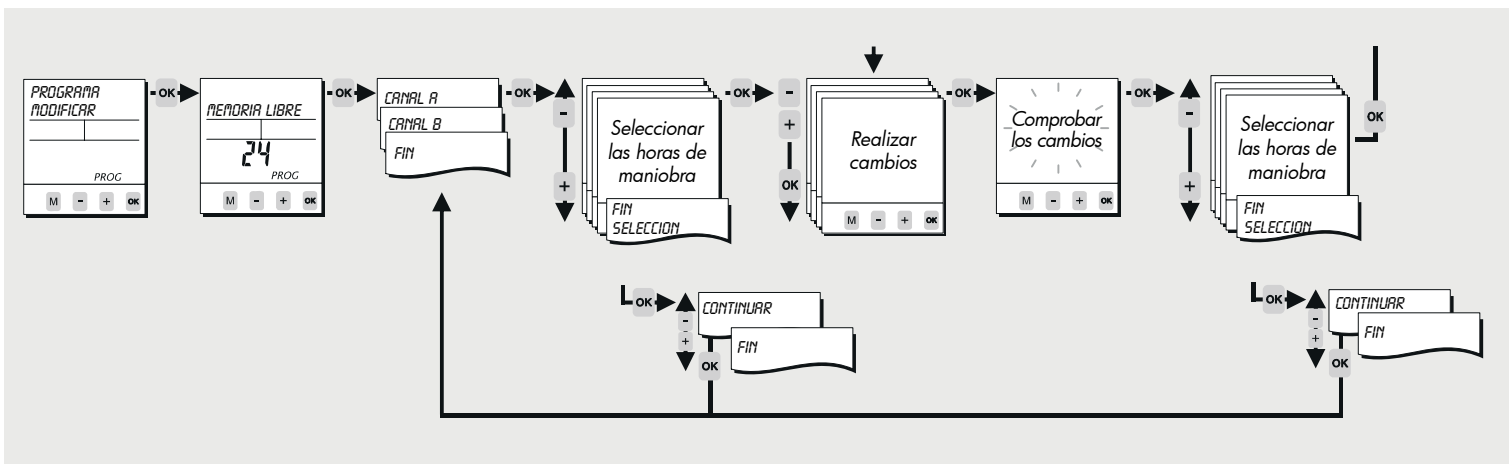 PROGRAMA
MODIFICAR
PROG
M - + OK
OK
MEMORIA LIBRE
24
PROG
M - + OK
OK
CANAL A
CANAL B
FIN
OK
-
+
Seleccionar
las horas de
maniobra
FIN
SELECCION
OK
-
+
OK
Realizar
cambios
M - + OK
OK
Comprobar
los cambios
M - + OK
OK
-
+
Seleccionar
las horas de
maniobra
FIN
SELECCION
OK
OK
-
+
CONTINUAR
FIN
OK
OK
-
+
CONTINUAR
FIN
OK